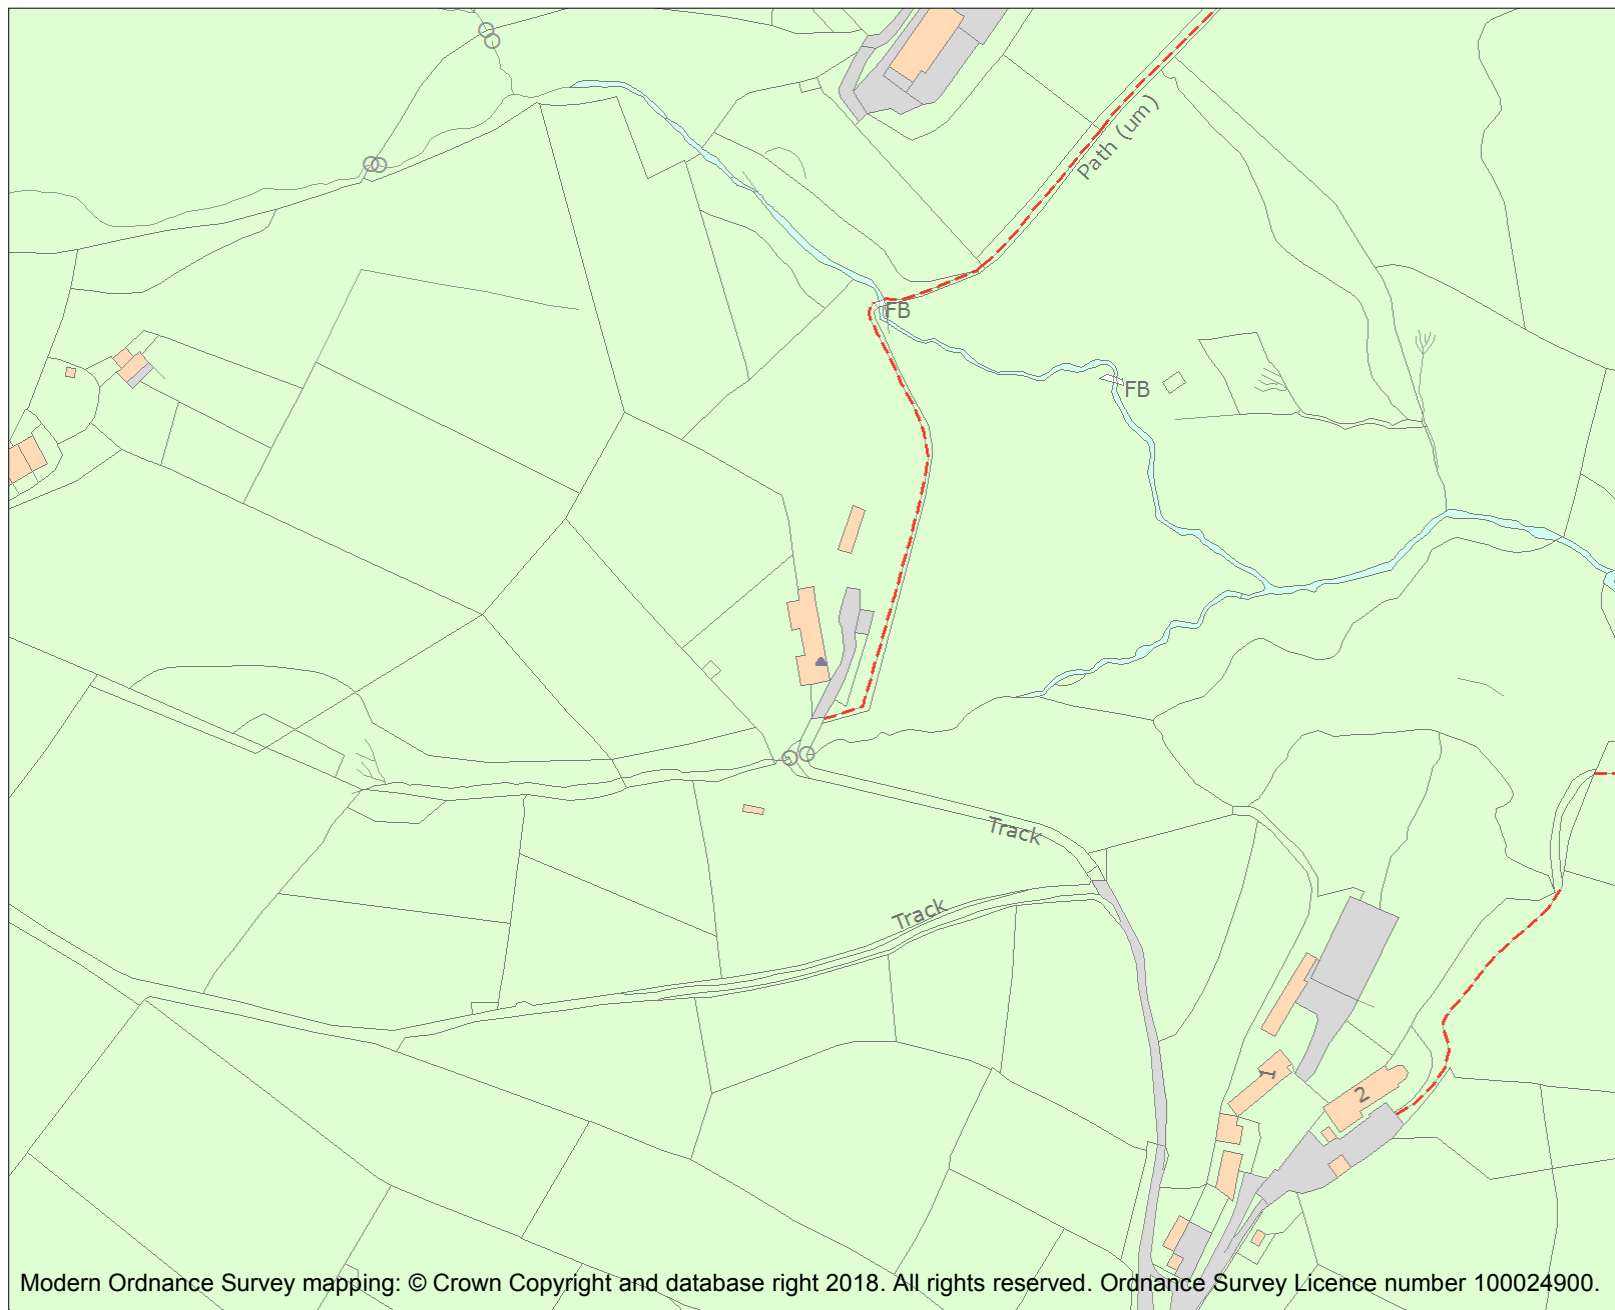 Path (um)
FB
FB
Track
Track
1
2
Modern Ordnance Survey mapping: © Crown Copyright and database right 2018. All rights reserved. Ordnance Survey Licence number 100024900.